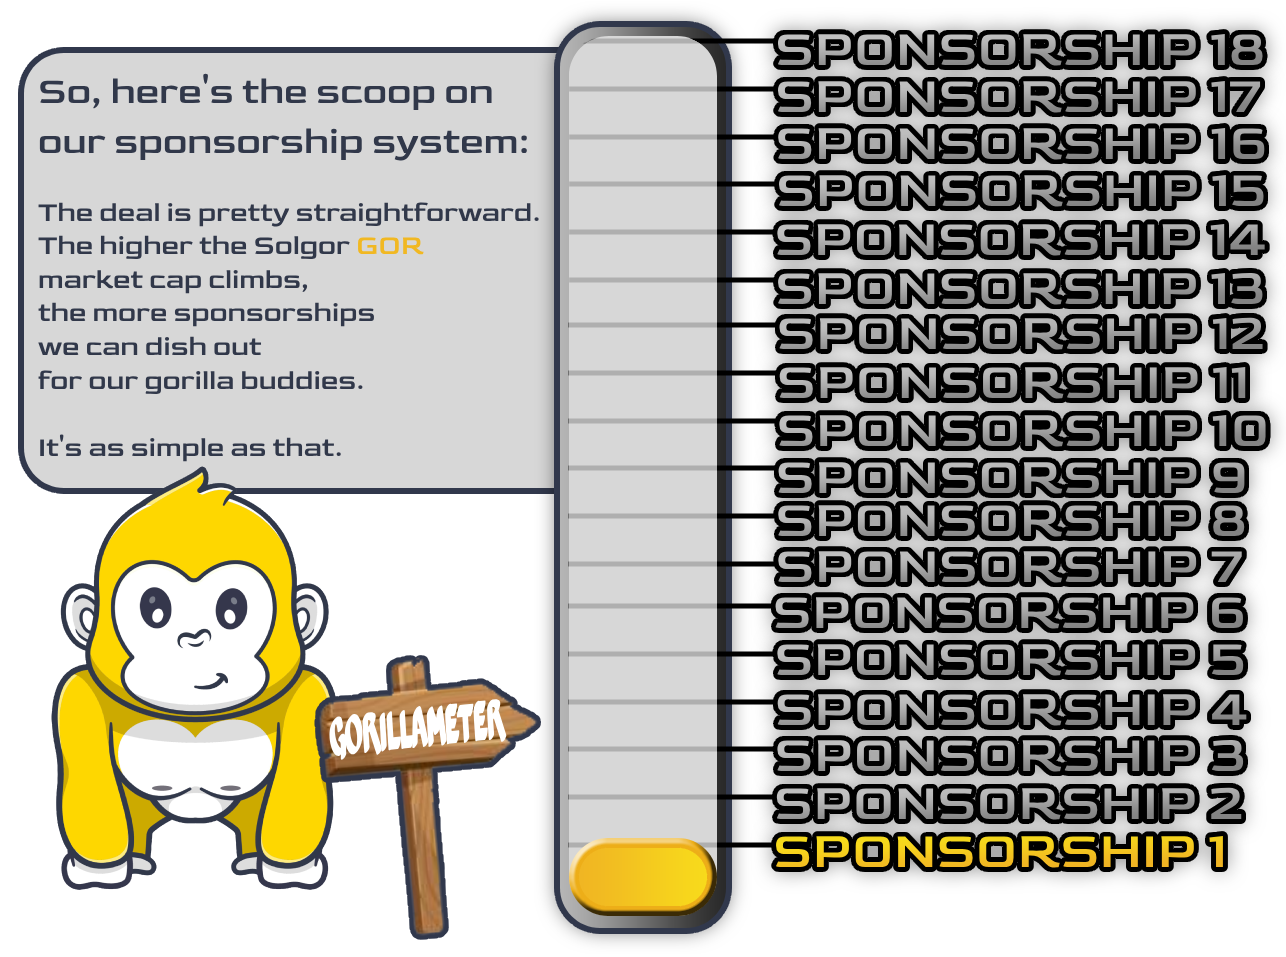 So, here's the scoop on
our sponsorship system:
The deal is pretty straightforward.
The higher the Solgor GOR
market cap climbs,
the more sponsorships
we can dish out
for our gorilla buddies.
It's as simple as that.
GORILLAMETER
SPONSORSHIP 18
SPONSORSHIP 17
SPONSORSHIP 16
SPONSORSHIP 15
SPONSORSHIP 14
SPONSORSHIP 13
SPONSORSHIP 12
SPONSORSHIP 11
SPONSORSHIP 10
SPONSORSHIP 9
SPONSORSHIP 8
SPONSORSHIP 7
SPONSORSHIP 6
SPONSORSHIP 5
SPONSORSHIP 4
SPONSORSHIP 3
SPONSORSHIP 2
SPONSORSHIP 1